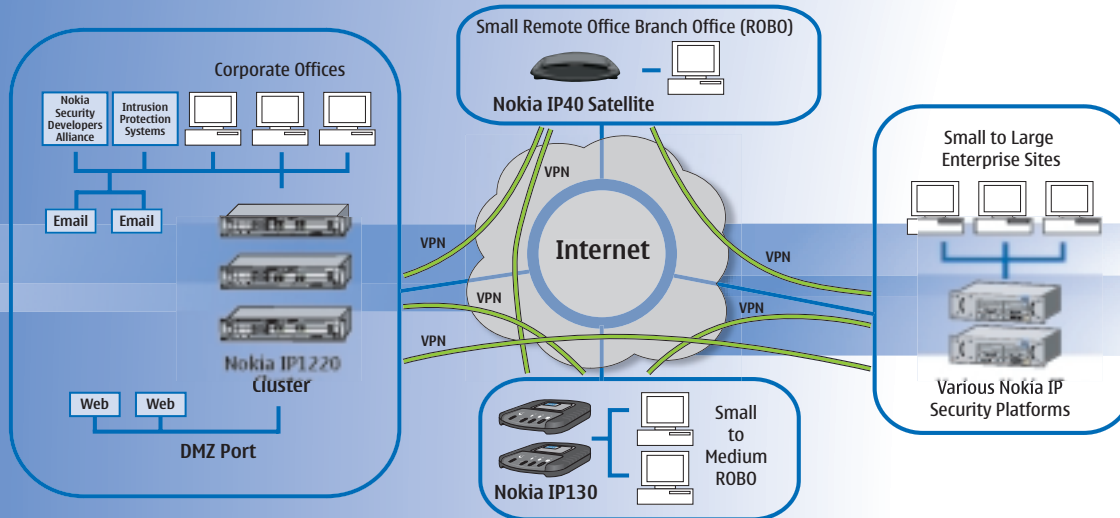 Corporate Offices
Nokia
Security
Developers
Alliance
Intrusion
Protection
Systems
Email
Email
Nokia IP1220
Cluster
Web
Web
DMZ Port
Small Remote Office Branch Office (ROBO)
Nokia IP40 Satellite
VPN
VPN
VPN
Internet
VPN
VPN
VPN
VPN
Nokia IP130
Small
to
Medium
ROBO
Small to Large
Enterprise Sites
Various Nokia IP
Security Platforms